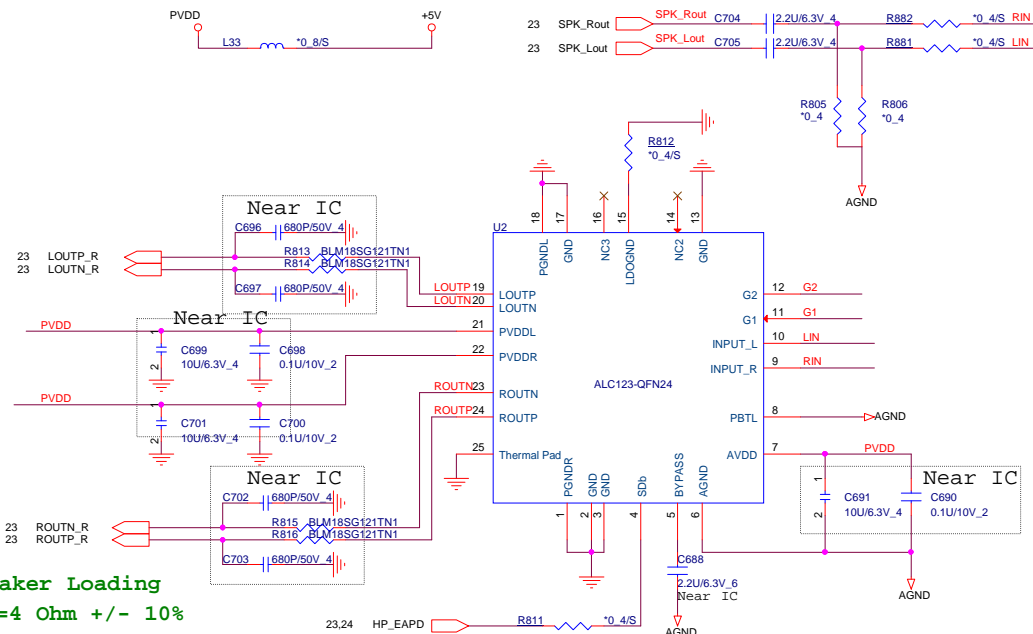 PVDD
+5V
L33 *0_8/S
23 SPK_Rout SPK_Rout C704 2.2U/6.3V_4 R882 *0_4/S RIN
23 SPK_Lout SPK_Lout C705 2.2U/6.3V_4 R881 *0_4/S LIN
R805
*0_4
R806
*0_4
AGND
R812
*0_4/S
U2
18 17 16 15 14 13
PGNDL GND NC3 LDOGND NC2 GND
Near IC
C696 680P/50V_4
23 LOUTP_R R813 BLM18SG121TN1
23 LOUTN_R R814 BLM18SG121TN1
C697 680P/50V_4
LOUTP 19 LOUTP
LOUTN 20 LOUTN
Near IC
PVDD 21 PVDDL
1 2
C699
10U/6.3V_4
C698
0.1U/10V_2
22 PVDDR
PVDD
1 2
C701
10U/6.3V_4
C700
0.1U/10V_2
ROUTN 23 ROUTN
ROUTP 24 ROUTP
25 Thermal Pad
ALC123-QFN24
G2 12 G2
G1 11 G1
INPUT_L 10 LIN
INPUT_R 9 RIN
PBTL 8 AGND
AVDD 7 PVDD
Near IC
1 2
C691
10U/6.3V_4
C690
0.1U/10V_2
AGND
PGNDR GND GND SDb BYPASS AGND
1 2 3 4 5 6
Near IC
C702 680P/50V_4
23 ROUTN_R R815 BLM18SG121TN1
23 ROUTP_R R816 BLM18SG121TN1
C703 680P/50V_4
C688
2.2U/6.3V_6
Near IC
AGND
aker Loading
=4 Ohm +/- 10%
23,24 HP_EAPD R811 *0_4/S